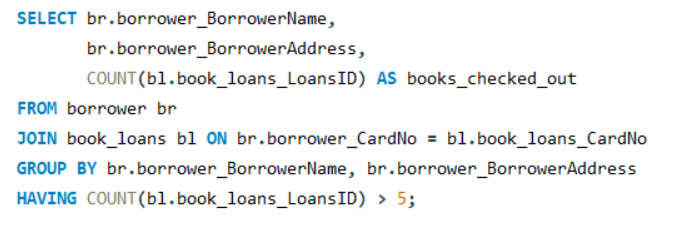 SELECT br.borrower_BorrowerName,
br.borrower_BorrowerAddress,
COUNT(bl.book_loans_LoansID) AS books_checked_out
FROM borrower br
JOIN book_loans bl ON br.borrower_CardNo = bl.book_loans_CardNo
GROUP BY br.borrower_BorrowerName, br.borrower_BorrowerAddress
HAVING COUNT(bl.book_loans_LoansID) > 5;